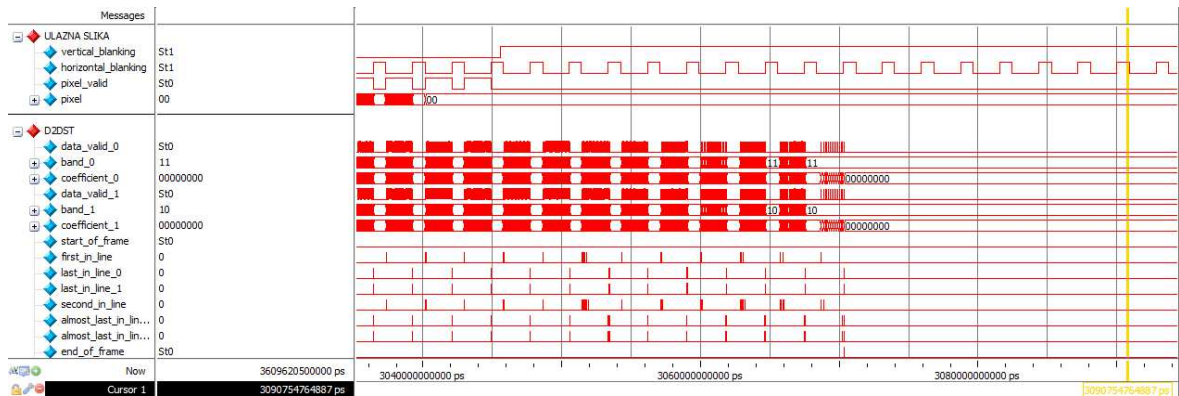 Messages
ULAZNA SLIKA
vertical_blanking St1
horizontal_blanking St1
pixel_valid St0
pixel 00 00
D2DST
data_valid_0 St0
band_0 11 11 11
coefficient_0 00000000 00000000
data_valid_1 St0
band_1 10 10 10
coefficient_1 00000000 00000000
start_of_frame St0
first_in_line 0
last_in_line_0 0
last_in_line_1 0
second_in_line 0
almost_last_in_lin... 0
almost_last_in_lin... 0
end_of_frame St0
Now 3609620500000 ps 3040000000000 ps 3060000000000 ps 3080000000000 ps
Cursor 1 3090754764887 ps 3090754764887 ps